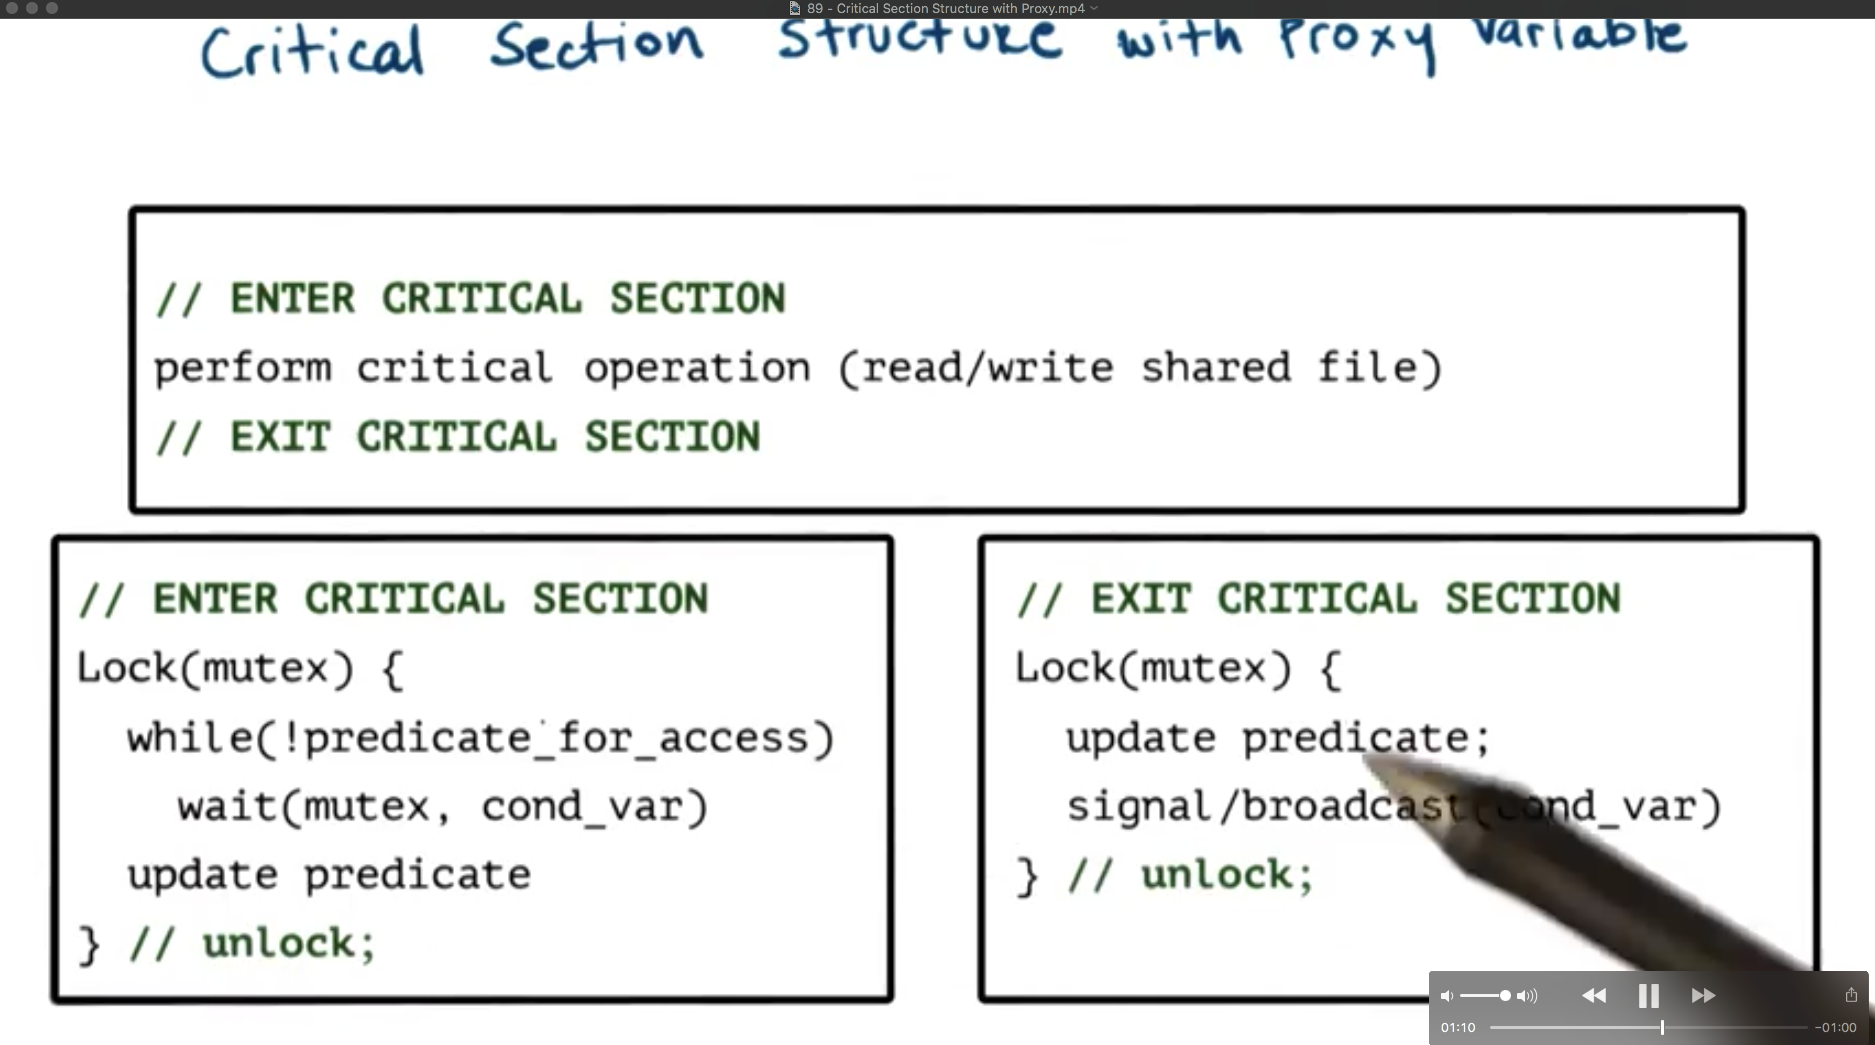 89 - Critical Section Structure with Proxy.mp4
Critical Section Structure with Proxy Variable
// ENTER CRITICAL SECTION
perform critical operation (read/write shared file)
// EXIT CRITICAL SECTION
// ENTER CRITICAL SECTION
Lock(mutex) {
while(!predicate_for_access)
wait(mutex, cond_var)
update predicate
} // unlock;
// EXIT CRITICAL SECTION
Lock(mutex) {
update predicate;
signal/broadcast(cond_var)
} // unlock;
01:10
-01:00